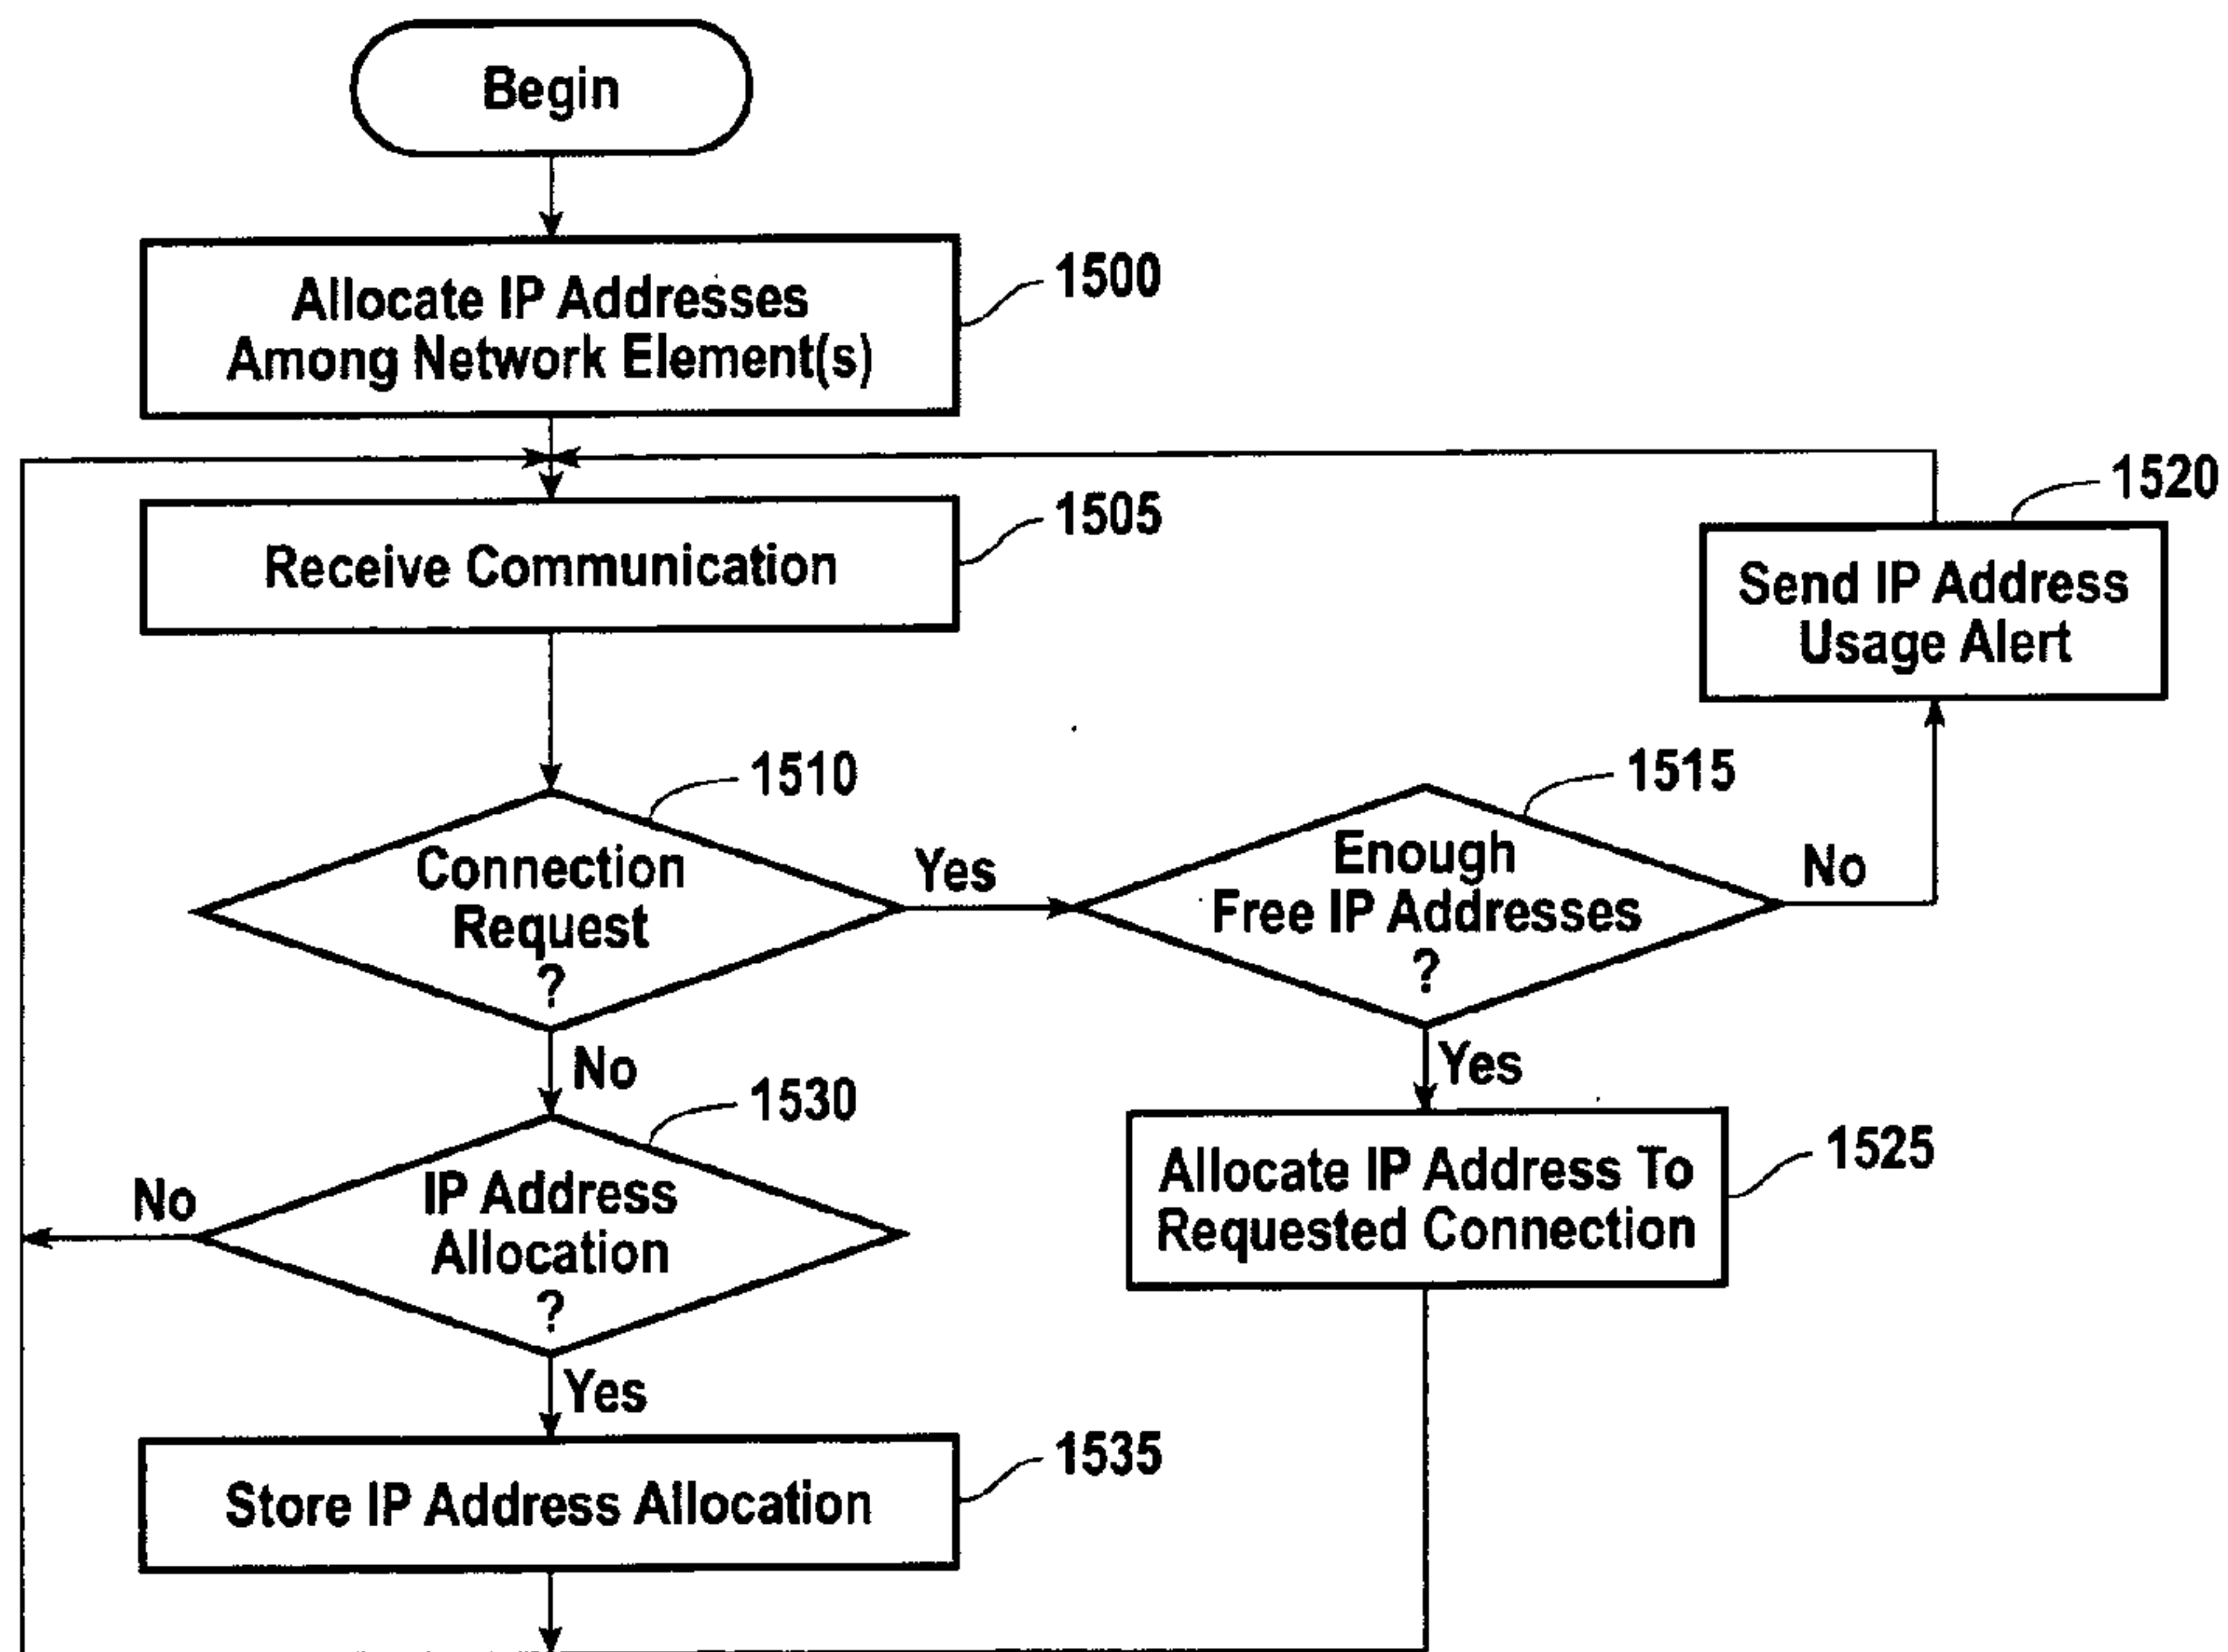 Begin
Allocate IP Addresses
Among Network Element(s)
1500
Receive Communication
1505
Send IP Address
Usage Alert
1520
Connection
Request
?
1510
Yes
Enough
Free IP Addresses
?
1515
No
No
Yes
IP Address
Allocation
?
1530
No
Allocate IP Address To
Requested Connection
1525
Yes
Store IP Address Allocation
1535